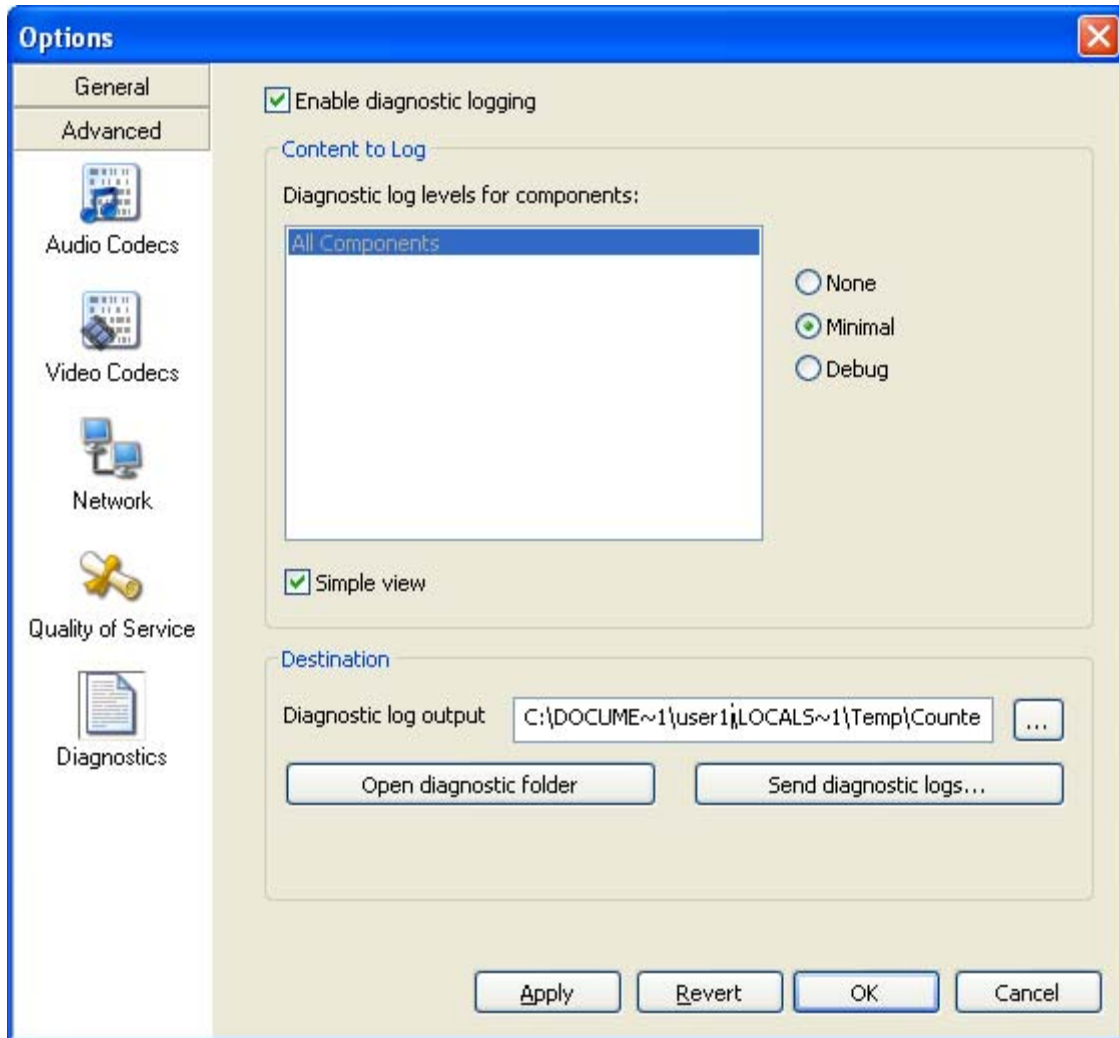 Options
General
Advanced
Audio Codecs
Video Codecs
Network
Quality of Service
Diagnostics
Enable diagnostic logging
Content to Log
Diagnostic log levels for components:
All Components
None
Minimal
Debug
Simple view
Destination
Diagnostic log output C:\DOCUME~1\user1\LOCALS~1\Temp\Counte ...
Open diagnostic folder Send diagnostic logs...
Apply Revert OK Cancel